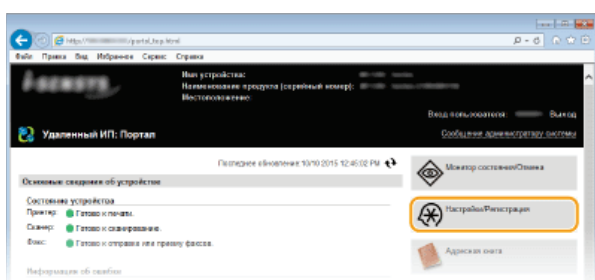 http:// /portal_top.html
Файл Правка Вид Избранное Сервис Справка
Имя устройства:
Наименование продукта (серийный номер):
Местоположение:
Вход пользователя: Выход
Удаленный ИП: Портал
Сообщение администратору системы
Последнее обновление: 10/10 2015 12:45:02 PM
Монитор состояния/Отмена
Основные сведения об устройстве
Состояние устройства
Принтер: Готово к печати.
Настройки/Регистрация
Сканер: Готово к сканированию.
Факс: Готово к отправке или приему факсов.
Адресная книга
Информация об ошибке